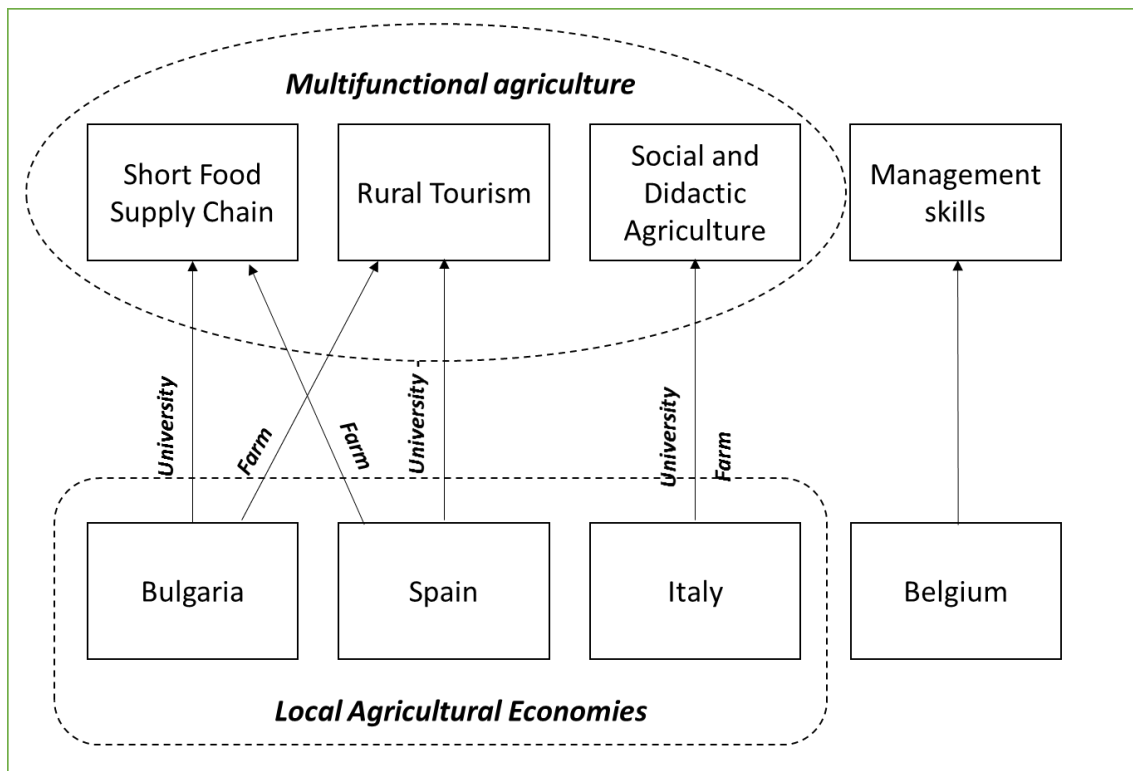 Multifunctional agriculture
Short Food
Supply Chain
Rural Tourism
Social and
Didactic
Agriculture
Management
skills
University
Farm
Farm
University
University
Farm
Bulgaria
Spain
Italy
Belgium
Local Agricultural Economies